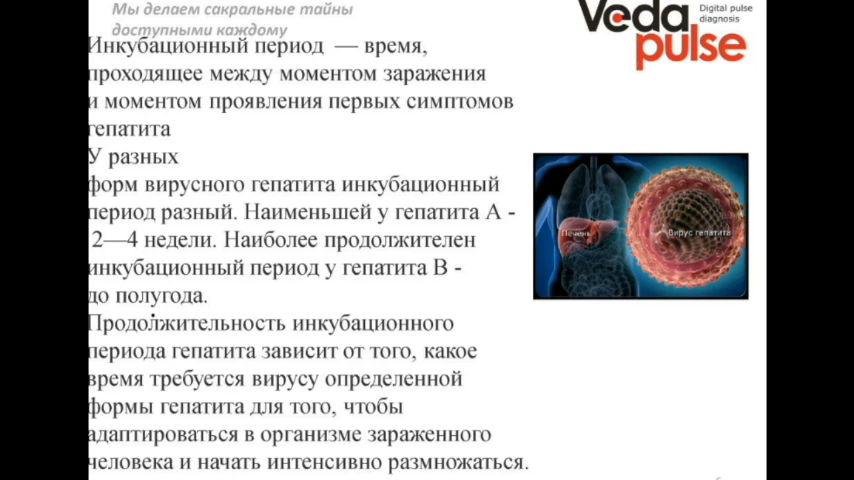 Мы делаем сакральные тайны
доступными каждому
Veda pulse
Digital pulse
diagnosis
Инкубационный период — время,
проходящее между моментом заражения
и моментом проявления первых симптомов
гепатита
У разных
форм вирусного гепатита инкубационный
период разный. Наименьшей у гепатита А -
2—4 недели. Наиболее продолжителен
инкубационный период у гепатита В -
до полугода.
Продолжительность инкубационного
периода гепатита зависит от того, какое
время требуется вирусу определенной
формы гепатита для того, чтобы
адаптироваться в организме зараженного
человека и начать интенсивно размножаться.
Печень
Вирус гепатита